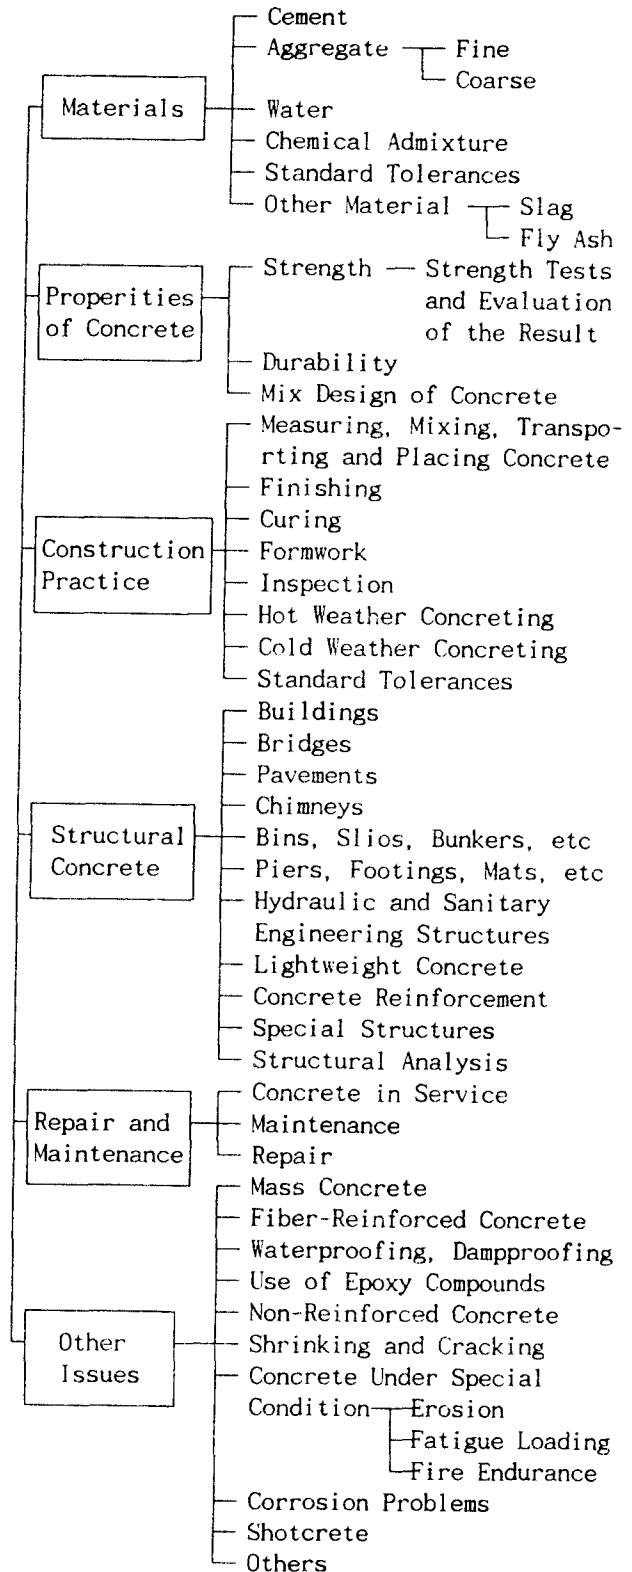 Cement
Aggregate
Fine
Coarse
Materials
Water
Chemical Admixture
Standard Tolerances
Other Material
Slag
Fly Ash
Properities
of Concrete
Strength
Strength Tests
and Evaluation
of the Result
Durability
Mix Design of Concrete
Construction
Practice
Measuring, Mixing, Transpo-
rting and Placing Concrete
Finishing
Curing
Formwork
Inspection
Hot Weather Concreting
Cold Weather Concreting
Standard Tolerances
Structural
Concrete
Buildings
Bridges
Pavements
Chimneys
Bins, Slios, Bunkers, etc
Piers, Footings, Mats, etc
Hydraulic and Sanitary
Engineering Structures
Lightweight Concrete
Concrete Reinforcement
Special Structures
Structural Analysis
Repair and
Maintenance
Concrete in Service
Maintenance
Repair
Other
Issues
Mass Concrete
Fiber-Reinforced Concrete
Waterproofing, Dampproofing
Use of Epoxy Compounds
Non-Reinforced Concrete
Shrinking and Cracking
Concrete Under Special
Condition
Erosion
Fatigue Loading
Fire Endurance
Corrosion Problems
Shotcrete
Others